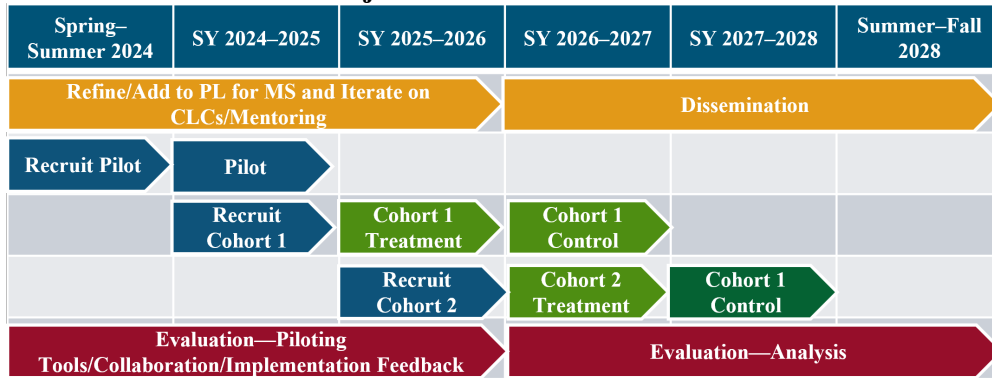 Spring–
Summer 2024
SY 2024–2025
SY 2025–2026
SY 2026–2027
SY 2027–2028
Summer–Fall
2028
Refine/Add to PL for MS and Iterate on
CLCs/Mentoring
Dissemination
Recruit Pilot
Pilot
Recruit
Cohort 1
Cohort 1
Treatment
Cohort 1
Control
Recruit
Cohort 2
Cohort 2
Treatment
Cohort 1
Control
Evaluation—Piloting
Tools/Collaboration/Implementation Feedback
Evaluation—Analysis